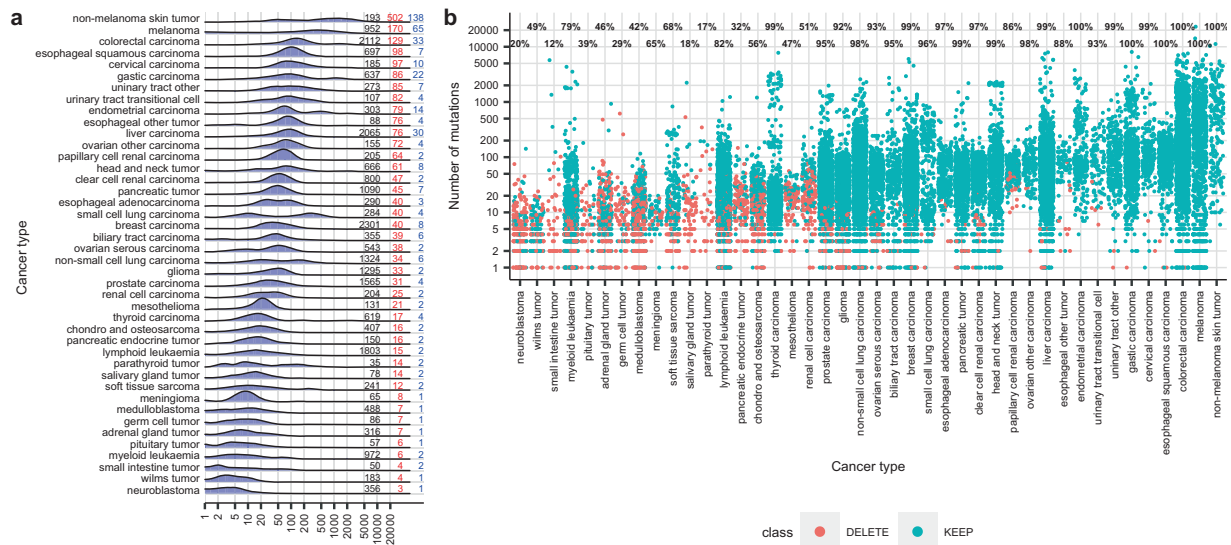 a
Cancer type
non-melanoma skin tumor 193 502 138
melanoma 952 170 65
colorectal carcinoma 2112 129 33
esophageal squamous carcinoma 697 98 7
cervical carcinoma 185 97 10
gastric carcinoma 637 86 22
urinary tract other 273 85 7
urinary tract transitional cell 107 82 4
endometrial carcinoma 303 79 14
esophageal other tumor 88 76 4
liver carcinoma 2065 76 30
ovarian other carcinoma 155 72 4
papillary cell renal carcinoma 205 64 2
head and neck tumor 666 61 8
clear cell renal carcinoma 800 47 2
pancreatic tumor 1090 45 7
esophageal adenocarcinoma 290 40 3
small cell lung carcinoma 284 40 4
breast carcinoma 2301 40 8
biliary tract carcinoma 355 39 6
ovarian serous carcinoma 543 38 2
non-small cell lung carcinoma 1324 34 6
glioma 1295 33 2
prostate carcinoma 1565 31 4
renal cell carcinoma 204 25 2
mesothelioma 131 21 2
thyroid carcinoma 619 17 4
chondro and osteosarcoma 407 16 2
pancreatic endocrine tumor 150 16 2
lymphoid leukaemia 1803 15 2
parathyroid tumor 35 14 2
salivary gland tumor 78 14 2
soft tissue sarcoma 241 12 2
meningioma 65 8 1
medulloblastoma 488 7 1
germ cell tumor 86 7 1
adrenal gland tumor 316 7 1
pituitary tumor 57 6 1
myeloid leukaemia 972 6 2
small intestine tumor 50 4 2
wilms tumor 183 4 1
neuroblastoma 356 3 1
1 2 5 10 20 50 100 200 500 1000 2000 5000 10000 20000 50000 100000 200000
b
Number of mutations
20000
10000
5000
2000
1000
500
200
100
50
20
10
5
2
1
49% 79% 46% 68% 17% 32% 99% 51% 92% 93% 99% 99% 97% 97% 86% 99% 100% 100% 99% 99% 100% 100%
20% 12% 39% 29% 65% 18% 82% 56% 47% 95% 98% 95% 96% 99% 99% 98% 88% 93% 100% 100% 100%
neuroblastoma
wilms tumor
small intestine tumor
myeloid leukaemia
pituitary tumor
adrenal gland tumor
germ cell tumor
medulloblastoma
meningioma
soft tissue sarcoma
salivary gland tumor
parathyroid tumor
lymphoid leukaemia
pancreatic endocrine tumor
chondro and osteosarcoma
thyroid carcinoma
mesothelioma
renal cell carcinoma
prostate carcinoma
glioma
non-small cell lung carcinoma
ovarian serous carcinoma
biliary tract carcinoma
breast carcinoma
small cell lung carcinoma
esophageal adenocarcinoma
pancreatic tumor
clear cell renal carcinoma
head and neck tumor
papillary cell renal carcinoma
ovarian other carcinoma
liver carcinoma
esophageal other tumor
endometrial carcinoma
urinary tract transitional cell
urinary tract other
gastric carcinoma
cervical carcinoma
esophageal squamous carcinoma
colorectal carcinoma
melanoma
non-melanoma skin tumor
Cancer type
class DELETE KEEP